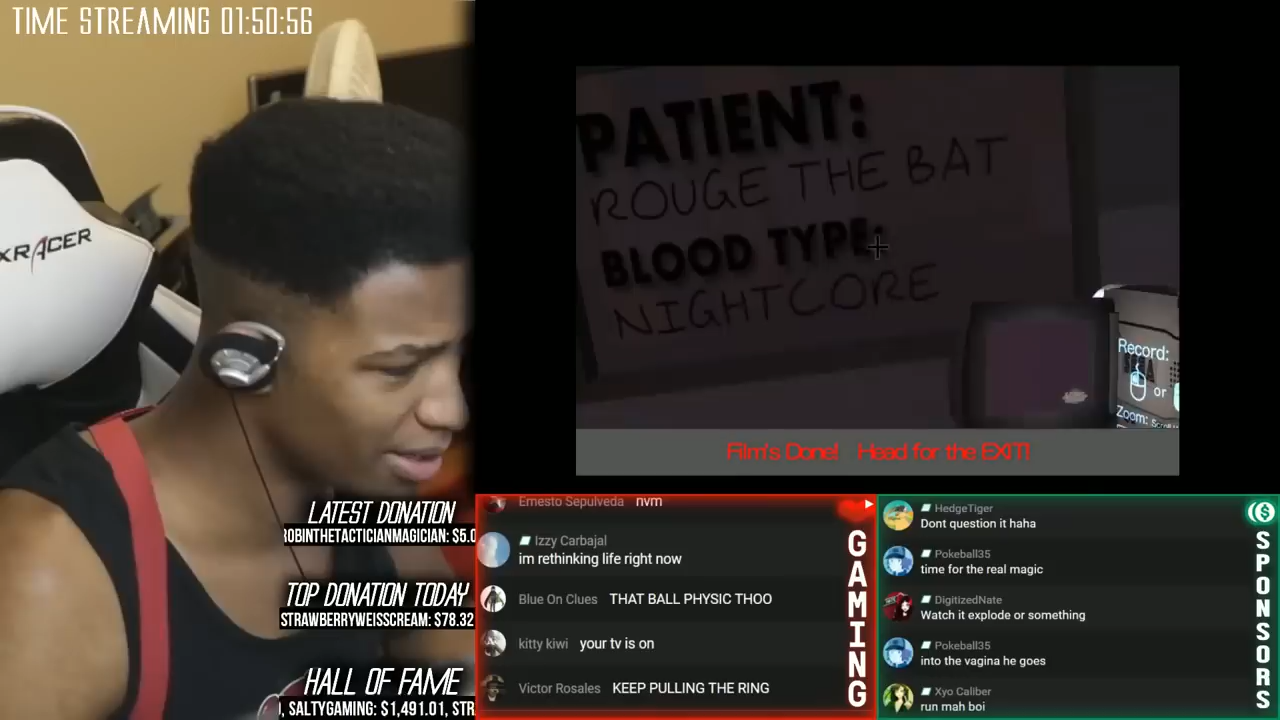 TIME STREAMING 01:50:56
XRACER
PATIENT:
ROUGE THE BAT
BLOOD TYPE:
NIGHTCORE
Record:
or
Zoom:
Film's Done! Head for the EXIT!
LATEST DONATION
ROBINTHETACTICIANMAGICIAN: $5.0
TOP DONATION TODAY
STRAWBERRYWEISSCREAM: $78.32
HALL OF FAME
, SALTYGAMING: $1,491.01, STR
Ernesto Sepulveda nvm
Izzy Carbajal
im rethinking life right now
Blue On Clues THAT BALL PHYSIC THOO
kitty kiwi your tv is on
Victor Rosales KEEP PULLING THE RING
GAMING
HedgeTiger
Dont question it haha
Pokeball35
time for the real magic
DigitizedNate
Watch it explode or something
Pokeball35
into the vagina he goes
Xyo Caliber
run mah boi
SPONSORS